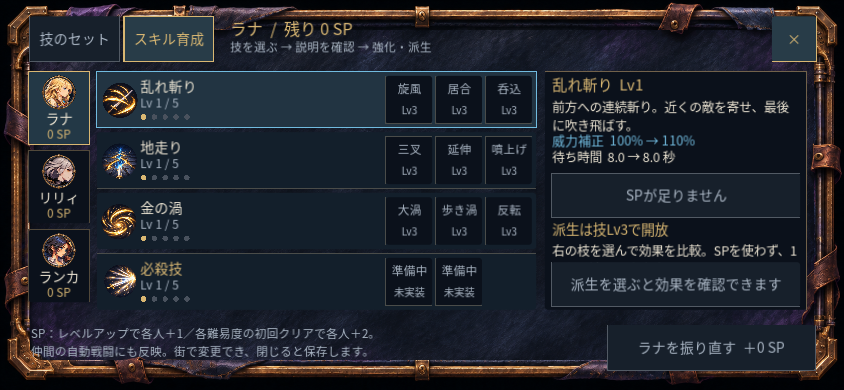 技のセット
スキル育成
ラナ / 残り 0 SP
技を選ぶ → 説明を確認 → 強化・派生
×
ラナ
0 SP
リリィ
0 SP
ランカ
0 SP
乱れ斬り
Lv 1 / 5
旋風
Lv3
居合
Lv3
呑込
Lv3
地走り
Lv 1 / 5
三叉
Lv3
延伸
Lv3
噴上げ
Lv3
金の渦
Lv 1 / 5
大渦
Lv3
歩き渦
Lv3
反転
Lv3
必殺技
Lv 1 / 5
準備中
未実装
準備中
未実装
乱れ斬り Lv1
前方への連続斬り。近くの敵を寄せ、最後
に吹き飛ばす。
威力補正 100% → 110%
待ち時間 8.0 → 8.0 秒
SPが足りません
派生は技Lv3で開放
右の枝を選んで効果を比較。SPを使わず、1
派生を選ぶと効果を確認できます
SP：レベルアップで各人＋1／各難易度の初回クリアで各人＋2。
仲間の自動戦闘にも反映。街で変更でき、閉じると保存します。
ラナを振り直す ＋0 SP